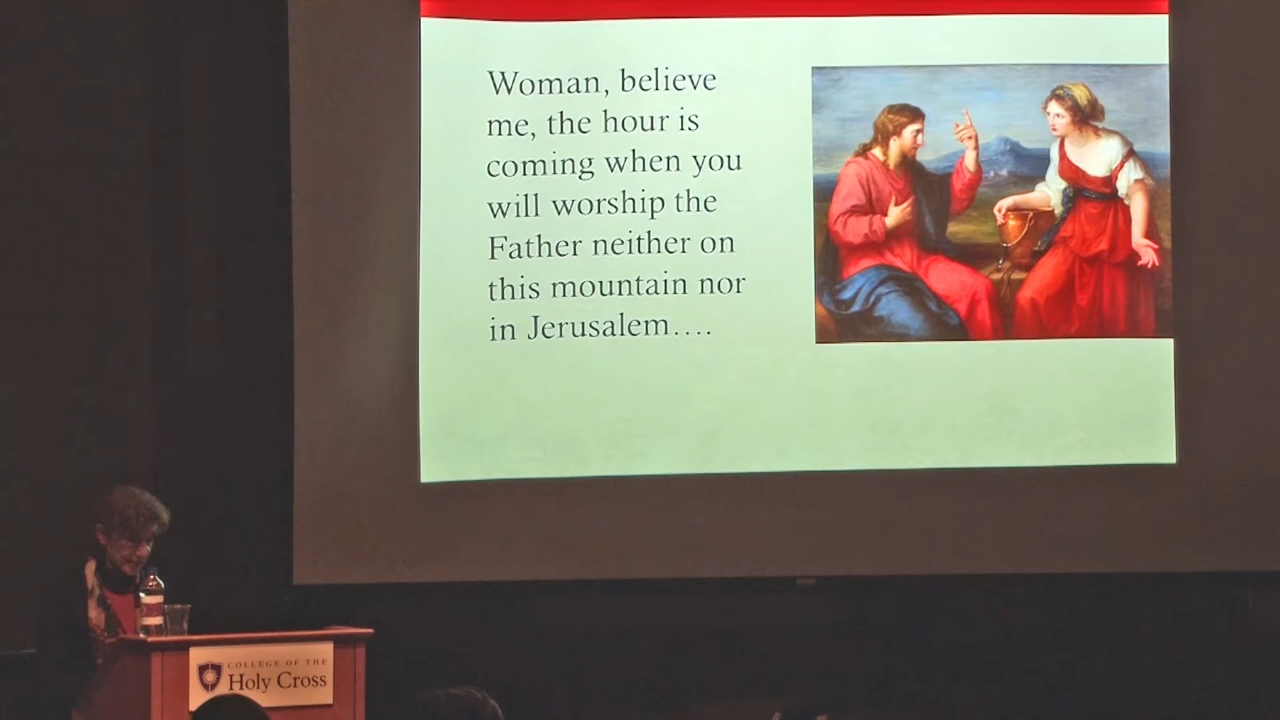 Woman, believe
me, the hour is
coming when you
will worship the
Father neither on
this mountain nor
in Jerusalem….
COLLEGE OF THE
Holy Cross